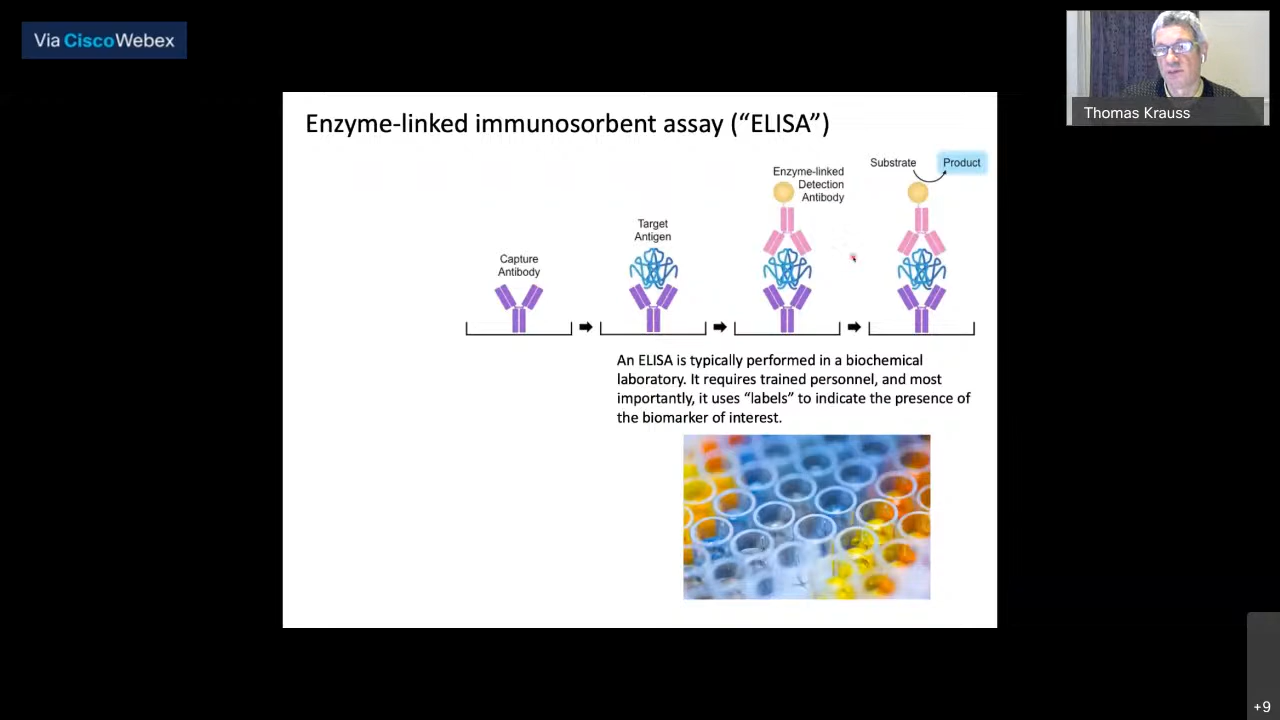 Via CiscoWebex
Thomas Krauss
Enzyme-linked immunosorbent assay (“ELISA”)
Capture
Antibody
Target
Antigen
Enzyme-linked
Detection
Antibody
Substrate
Product
An ELISA is typically performed in a biochemical
laboratory. It requires trained personnel, and most
importantly, it uses “labels” to indicate the presence of
the biomarker of interest.
+9